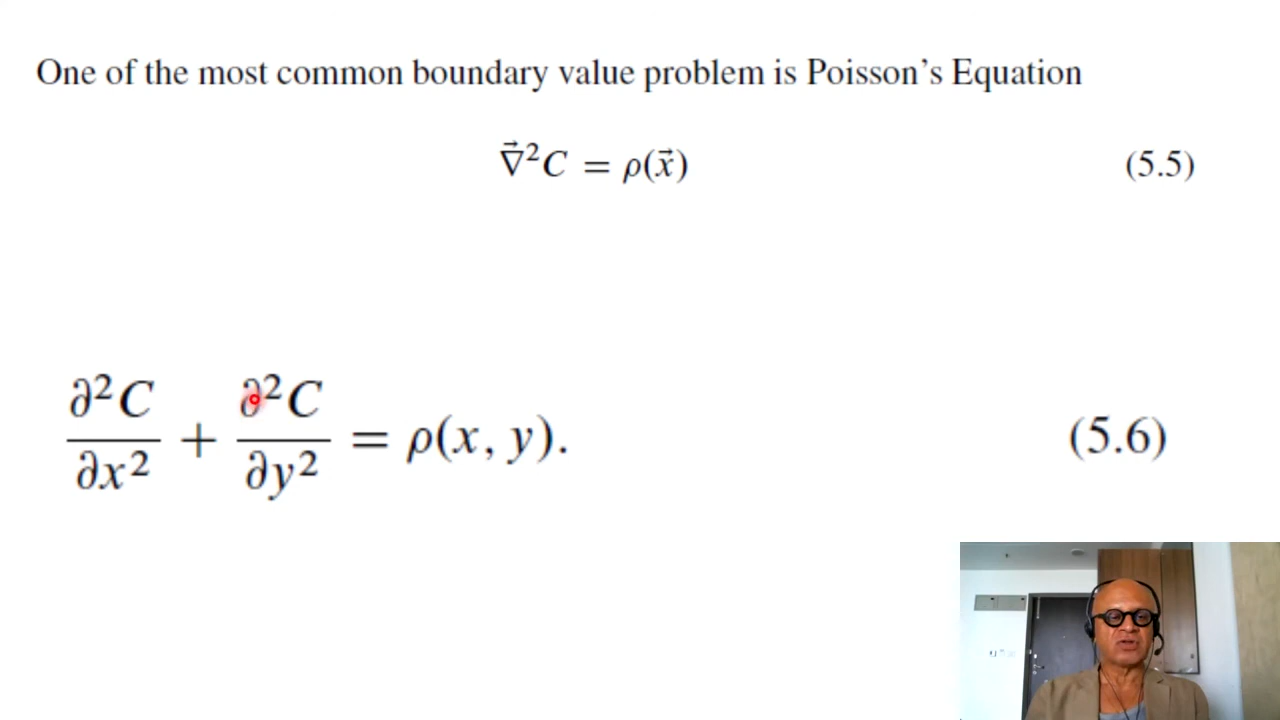 One of the most common boundary value problem is Poisson's Equation
∇⃗²C = ρ(x⃗) (5.5)
∂²C/∂x² + ∂²C/∂y² = ρ(x, y). (5.6)